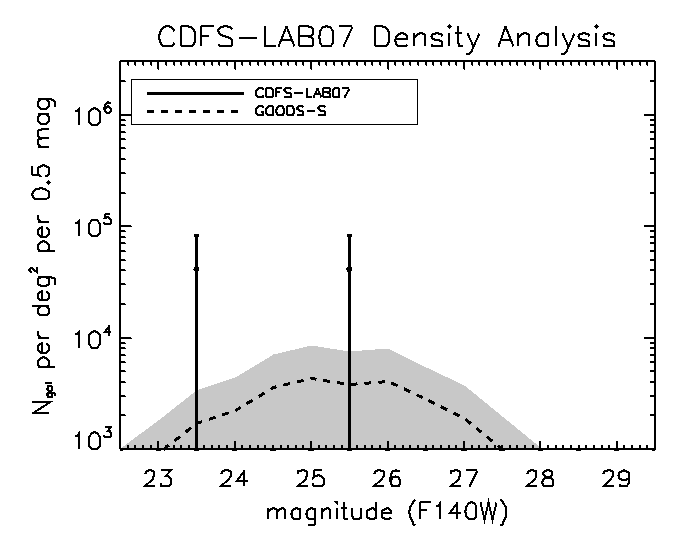 CDFS-LAB07 Density Analysis
CDFS-LAB07
GOODS-S
N_gal per deg² per 0.5 mag
10⁶
10⁵
10⁴
10³
23 24 25 26 27 28 29
magnitude (F140W)